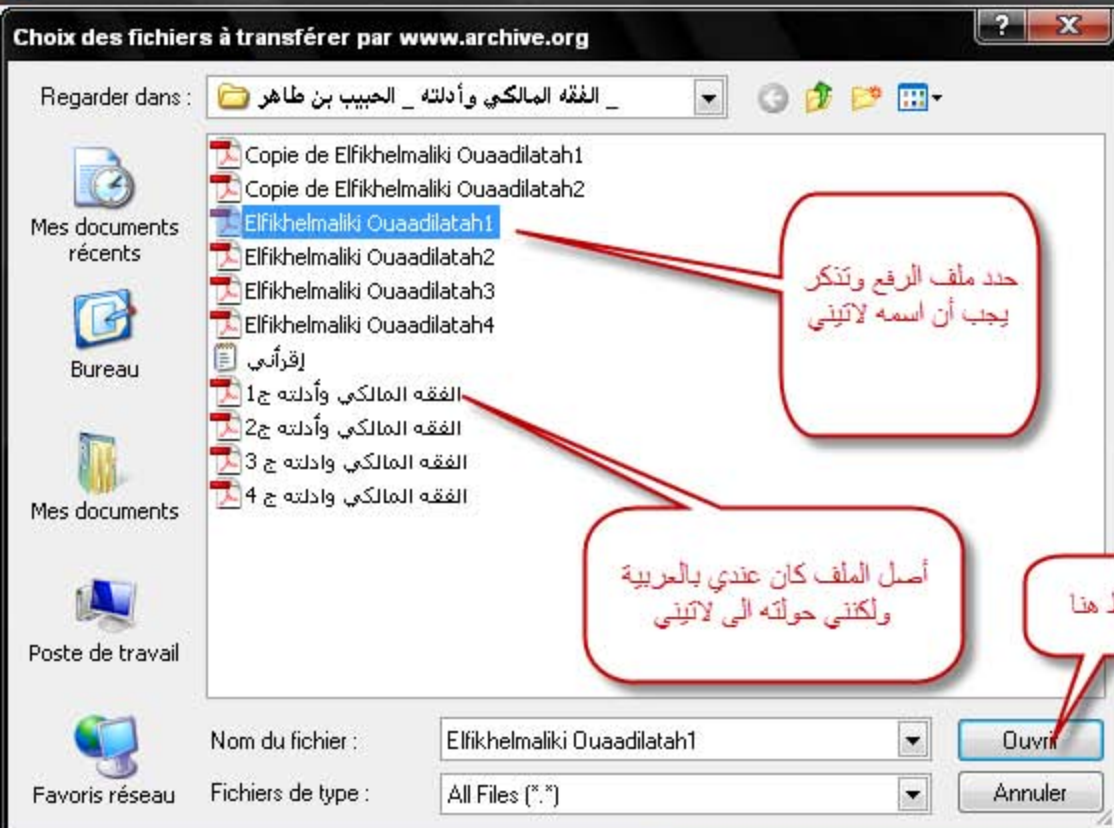 Choix des fichiers à transférer par www.archive.org
Regarder dans :
_ الفقه المالكي وأدلته _ الحبيب بن طاهر
Mes documents
récents
Bureau
Mes documents
Poste de travail
Favoris réseau
Copie de Elfikhelmaliki Ouaadilatah1
Copie de Elfikhelmaliki Ouaadilatah2
Elfikhelmaliki Ouaadilatah1
Elfikhelmaliki Ouaadilatah2
Elfikhelmaliki Ouaadilatah3
Elfikhelmaliki Ouaadilatah4
إقرأني
الفقه المالكي وأدلته ج1
الفقه المالكي وأدلته ج2
الفقه المالكي وادلته ج 3
الفقه المالكي وادلته ج 4
حدد ملف الرفع وتذكر
يجب أن اسمه لاتيني
أصل الملف كان عندي بالعربية
ولكنني حولته الى لاتيني
هنا
Nom du fichier :
Elfikhelmaliki Ouaadilatah1
Ouvrir
Fichiers de type :
All Files (*.*)
Annuler